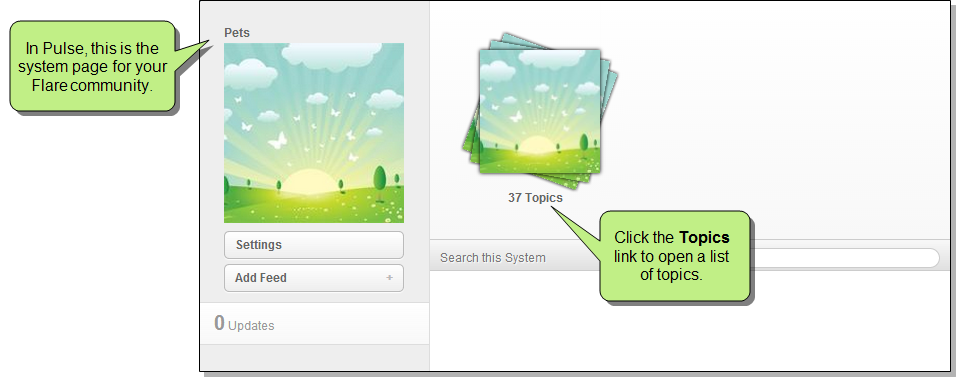 In Pulse, this is the
system page for your
Flare community.
Pets
Settings
Add Feed +
0 Updates
37 Topics
Click the Topics
link to open a list
of topics.
Search this System